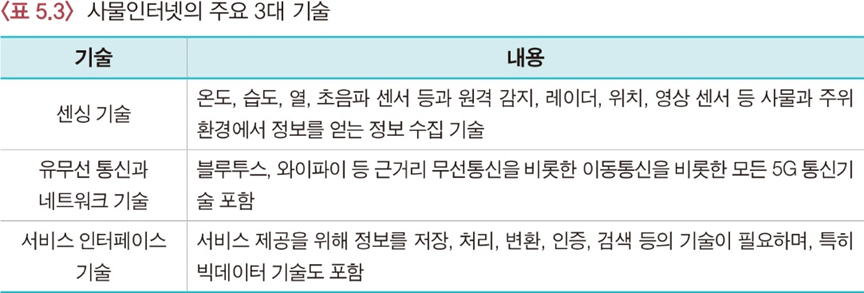 <표 5.3> 사물인터넷의 주요 3대 기술
기술 내용
센싱 기술
온도, 습도, 열, 초음파 센서 등과 원격 감지, 레이더, 위치, 영상 센서 등 사물과 주위
환경에서 정보를 얻는 정보 수집 기술
유무선 통신과
네트워크 기술
블루투스, 와이파이 등 근거리 무선통신을 비롯한 이동통신을 비롯한 모든 5G 통신기
술 포함
서비스 인터페이스
기술
서비스 제공을 위해 정보를 저장, 처리, 변환, 인증, 검색 등의 기술이 필요하며, 특히
빅데이터 기술도 포함